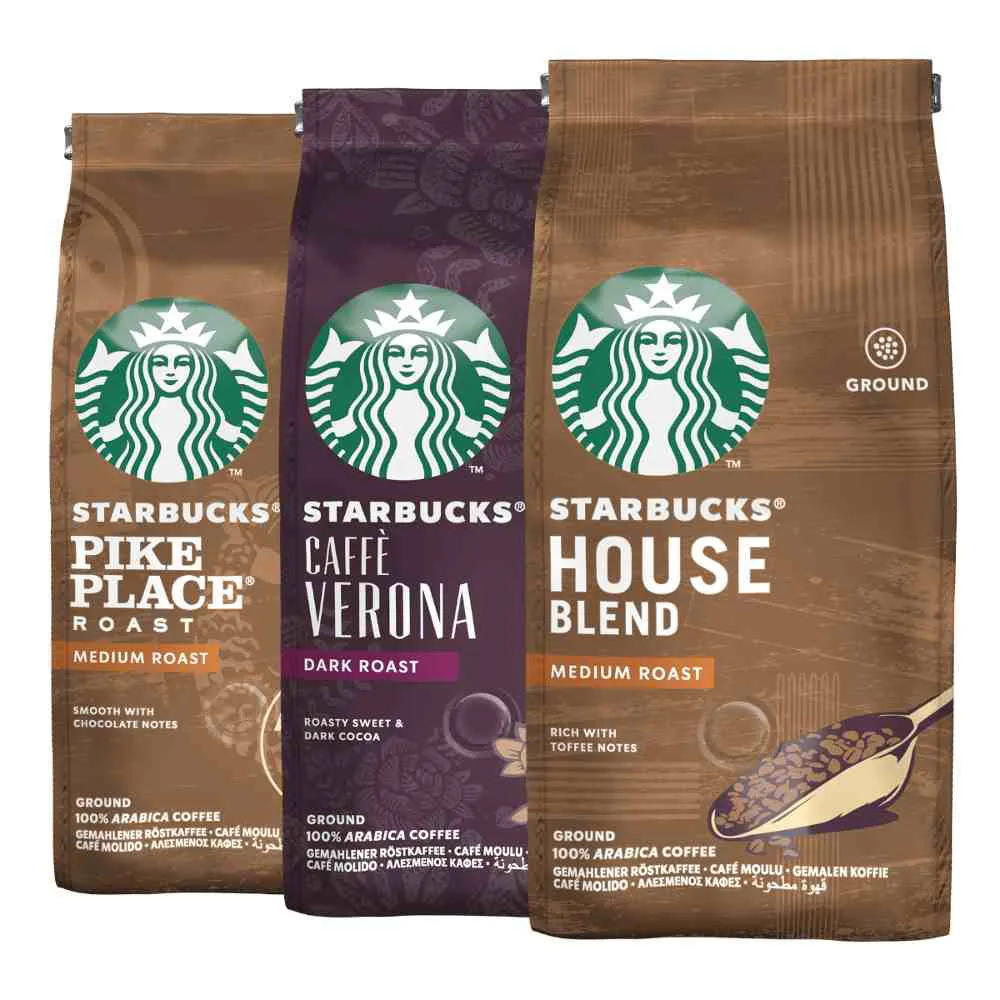 TM
STARBUCKS®
PIKE
PLACE®
ROAST
MEDIUM ROAST
SMOOTH WITH
CHOCOLATE NOTES
GROUND
100% ARABICA COFFEE
GEMAHLENER RÖSTKAFFEE • CAFÉ MOULU
CAFÉ MOLIDO • ΑΛΕΣΜΕΝΟΣ ΚΑΦΕΣ •
TM
STARBUCKS®
CAFFÈ
VERONA
DARK ROAST
ROASTY SWEET &
DARK COCOA
GROUND
100% ARABICA COFFEE
GEMAHLENER RÖSTKAFFEE • CAFÉ MOULU •
CAFÉ MOLIDO • ΑΛΕΣΜΕΝΟΣ ΚΑΦΕΣ •
GROUND
TM
STARBUCKS®
HOUSE
BLEND
MEDIUM ROAST
RICH WITH
TOFFEE NOTES
GROUND
100% ARABICA COFFEE
GEMAHLENER RÖSTKAFFEE • CAFÉ MOULU • GEMALEN KOFFIE
CAFÉ MOLIDO • ΑΛΕΣΜΕΝΟΣ ΚΑΦΕΣ • قهوة مطحونة